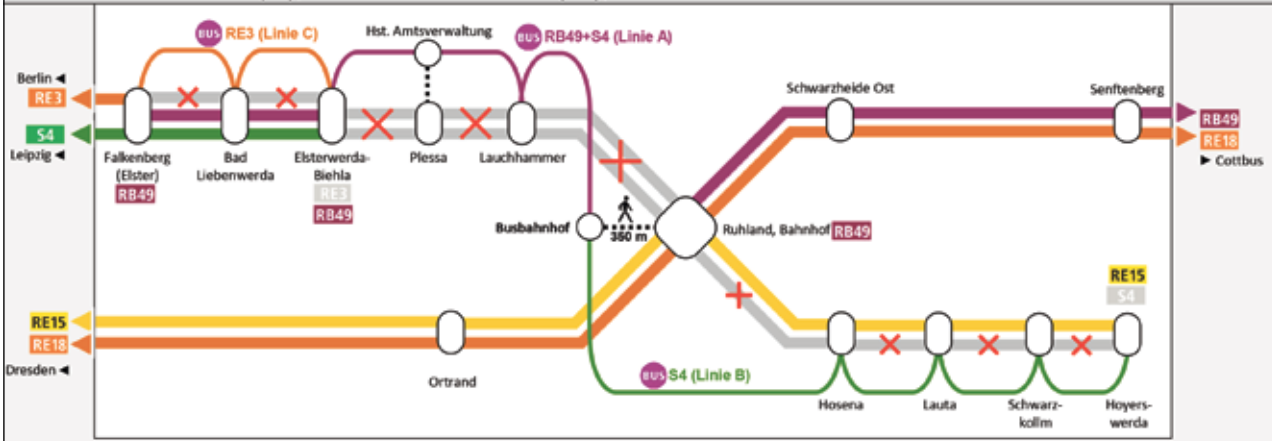 BUS RE3 (Linie C)
Hst. Amtsverwaltung
BUS RB49+S4 (Linie A)
Berlin
RE3
S4
Leipzig
Falkenberg
(Elster)
RB49
Bad
Liebenwerda
Elsterwerda-
Biehla
RE3
RB49
Plessa
Lauchhammer
Schwarzheide Ost
Senftenberg
RB49
RE18
Cottbus
Busbahnhof
350 m
Ruhland, Bahnhof RB49
RE15
S4
RE15
RE18
Dresden
Ortrand
BUS S4 (Linie B)
Hosena
Lauta
Schwarz-
kollm
Hoyers-
werda